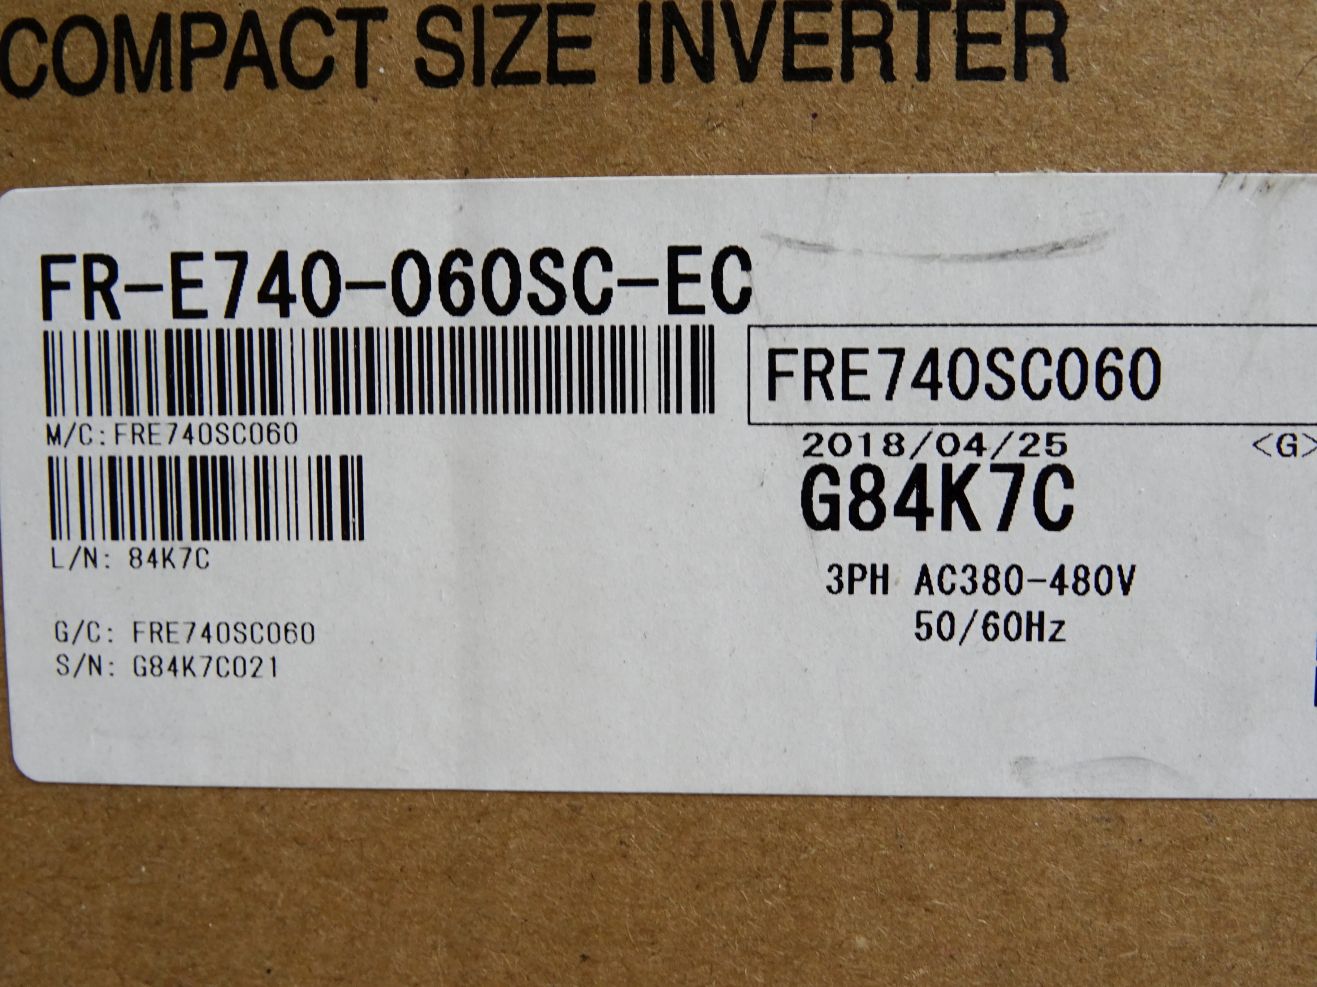 COMPACT SIZE INVERTER
FR-E740-060SC-EC
FRE740SC060
M/C:FRE740SC060
2018/04/25 <G>
G84K7C
L/N: 84K7C
3PH AC380-480V
50/60Hz
G/C: FRE740SC060
S/N: G84K7C021